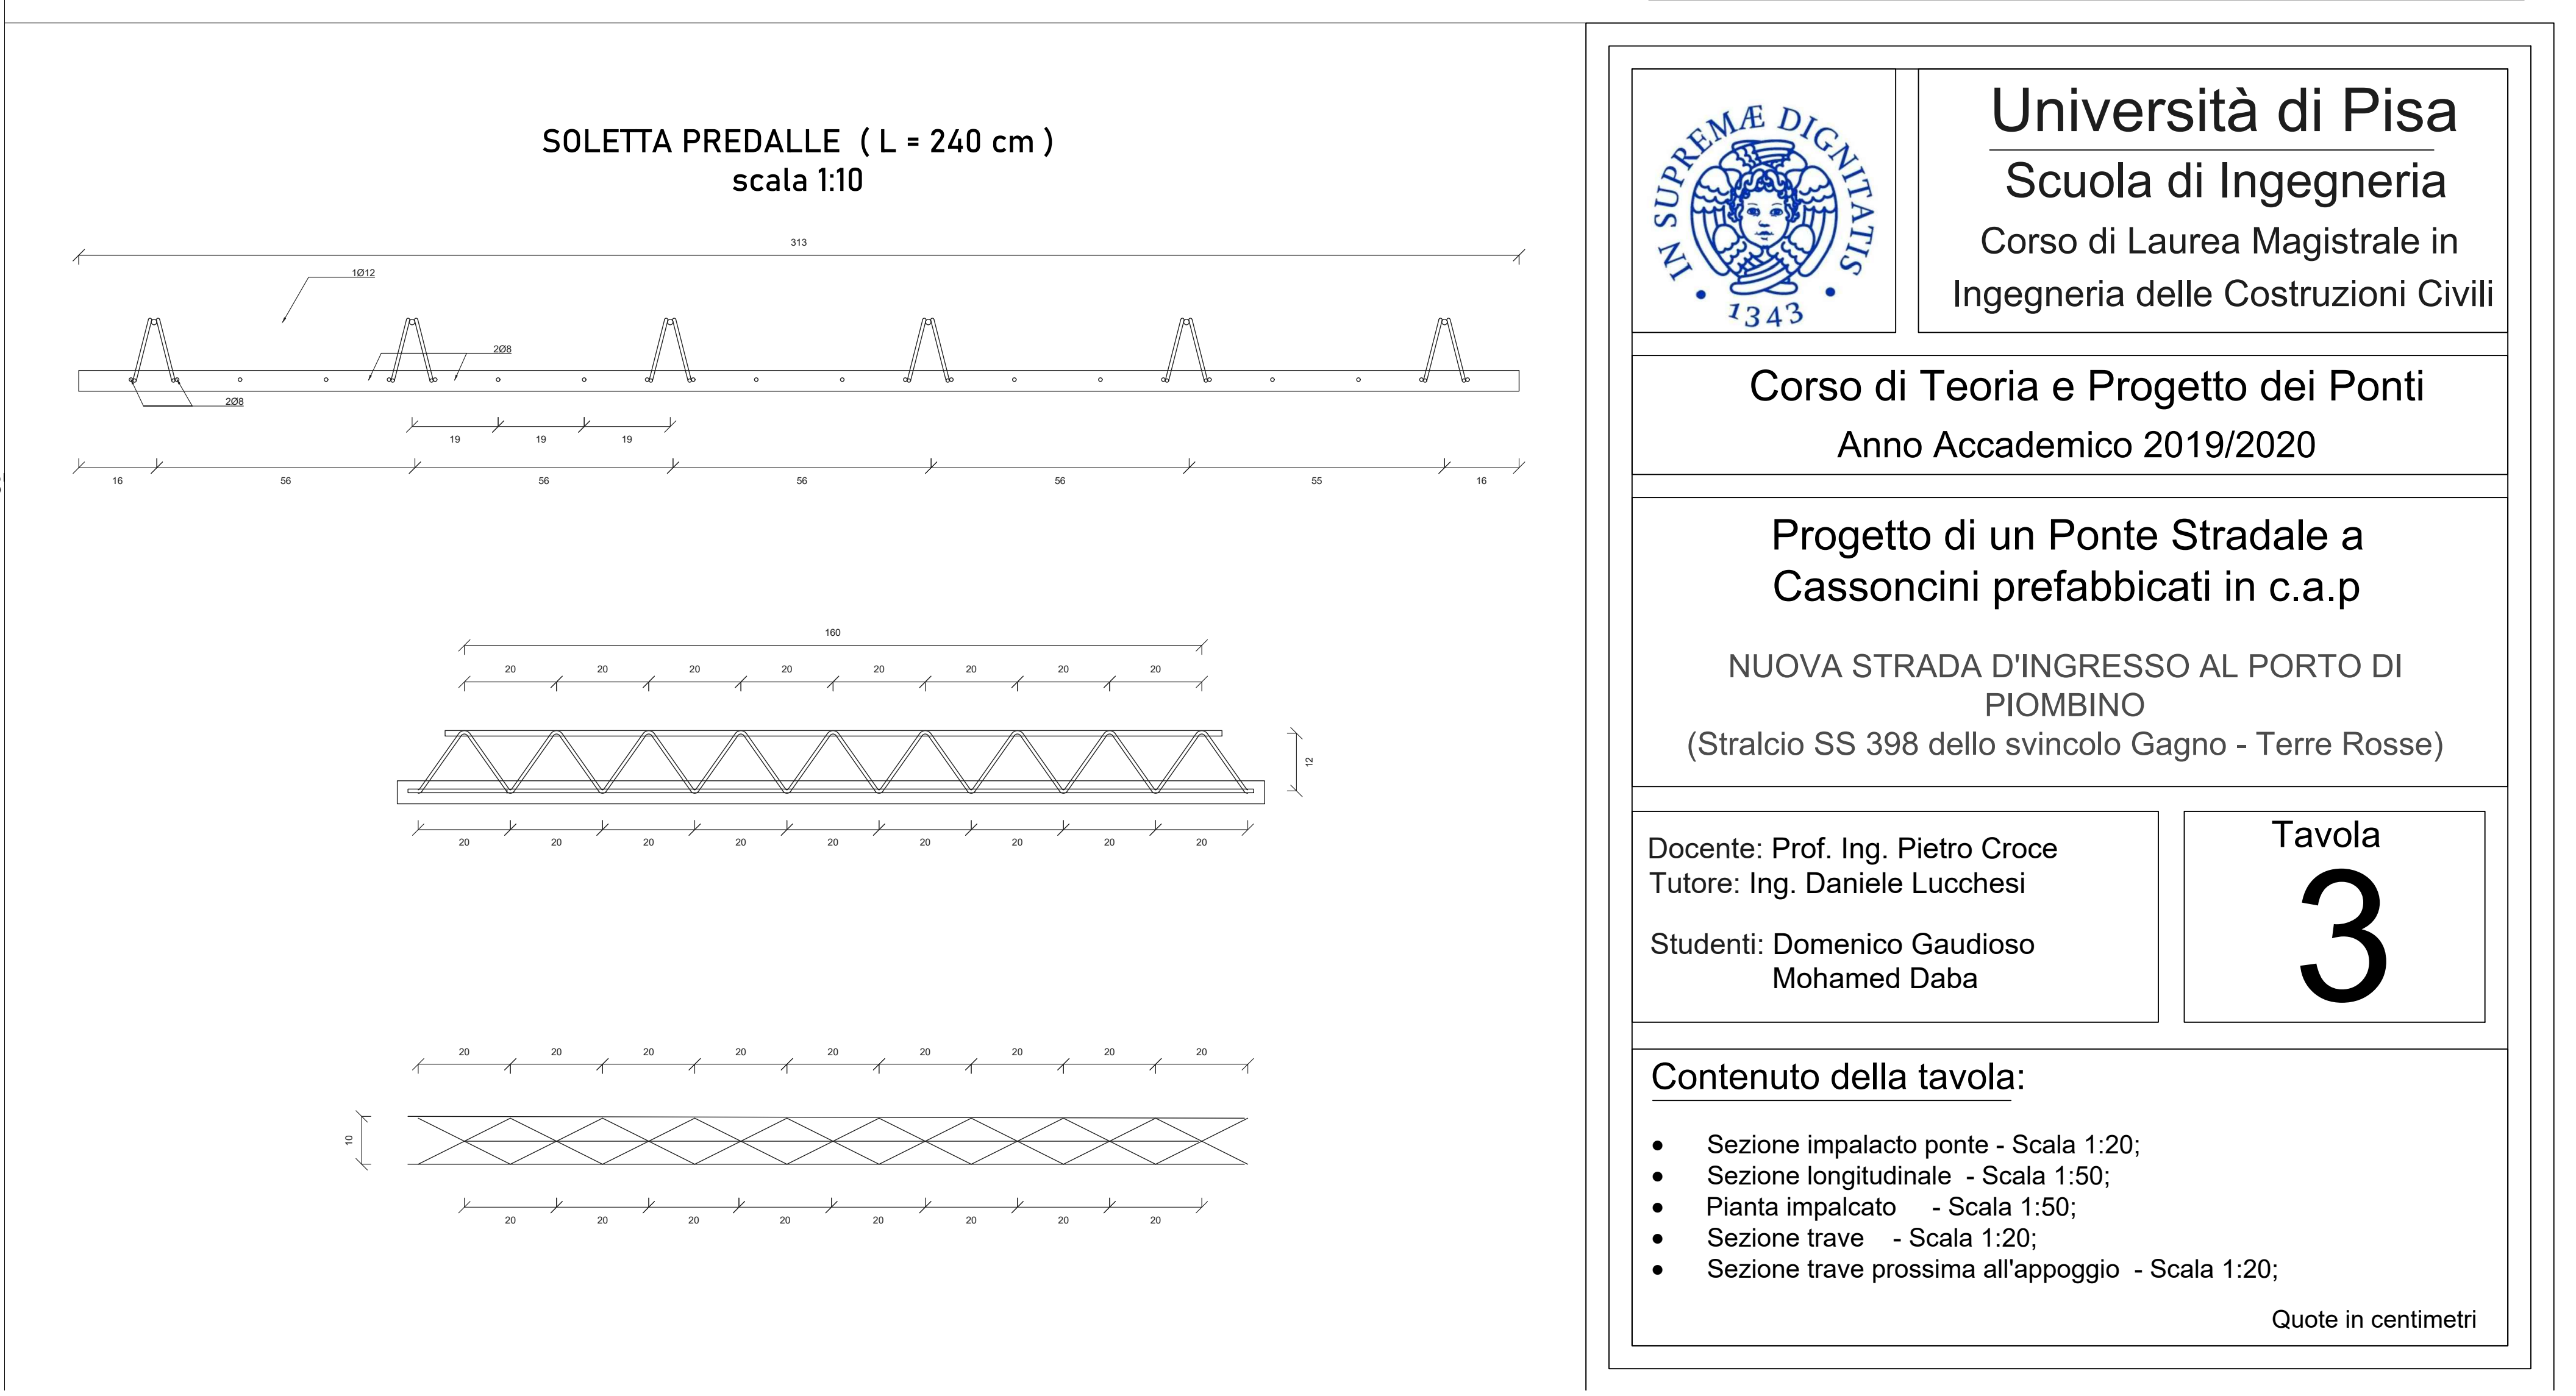 SOLETTA PREDALLE ( L = 240 cm )
scala 1:10
313
1Ø12
2Ø8
2Ø8
19 19 19
16 56 56 56 56 55 16
160
20 20 20 20 20 20 20 20
12
20 20 20 20 20 20 20 20 20
20 20 20 20 20 20 20 20 20
10
20 20 20 20 20 20 20 20
IN SUPREMÆ DIGNITATIS
1343
Università di Pisa
Scuola di Ingegneria
Corso di Laurea Magistrale in
Ingegneria delle Costruzioni Civili
Corso di Teoria e Progetto dei Ponti
Anno Accademico 2019/2020
Progetto di un Ponte Stradale a
Cassoncini prefabbicati in c.a.p
NUOVA STRADA D'INGRESSO AL PORTO DI
PIOMBINO
(Stralcio SS 398 dello svincolo Gagno - Terre Rosse)
Docente: Prof. Ing. Pietro Croce
Tutore: Ing. Daniele Lucchesi
Studenti: Domenico Gaudioso
Mohamed Daba
Tavola
3
Contenuto della tavola:
• Sezione impalacto ponte - Scala 1:20;
• Sezione longitudinale - Scala 1:50;
• Pianta impalcato - Scala 1:50;
• Sezione trave - Scala 1:20;
• Sezione trave prossima all'appoggio - Scala 1:20;
Quote in centimetri